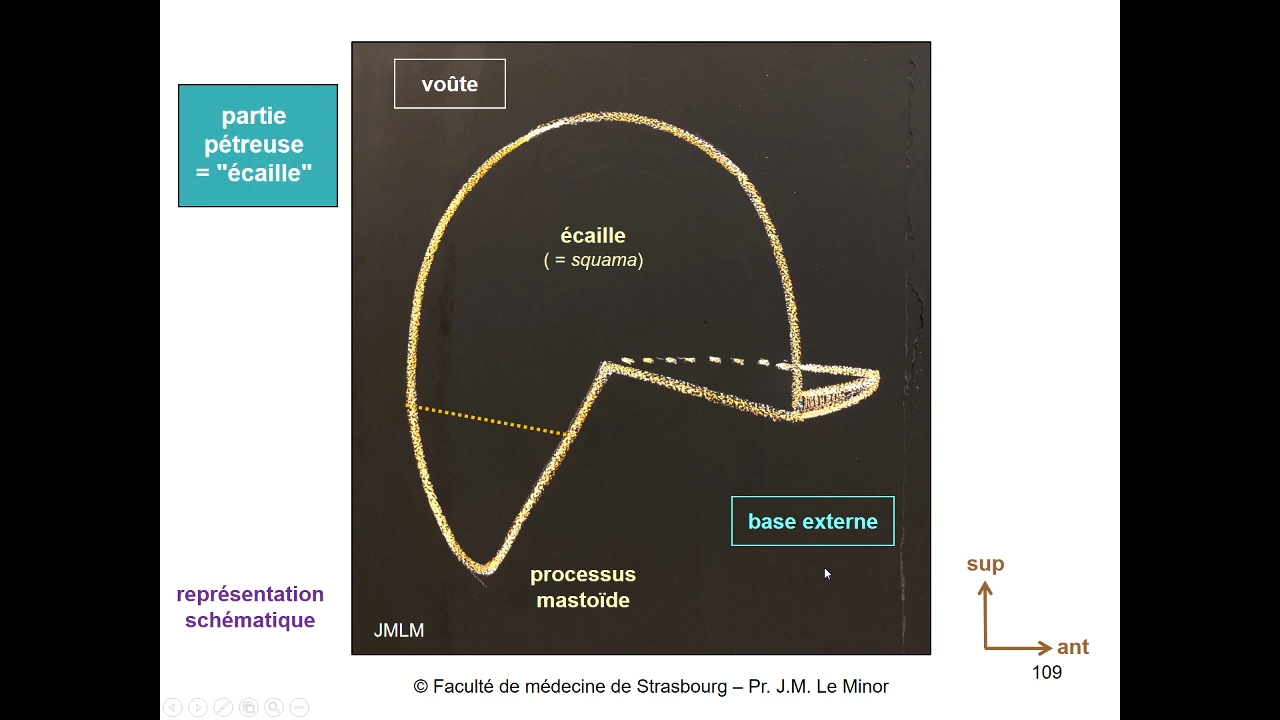 voûte
partie
pétreuse
= "écaille"
écaille
( = squama)
base externe
processus
mastoïde
représentation
schématique
JMLM
sup
ant
109
© Faculté de médecine de Strasbourg – Pr. J.M. Le Minor